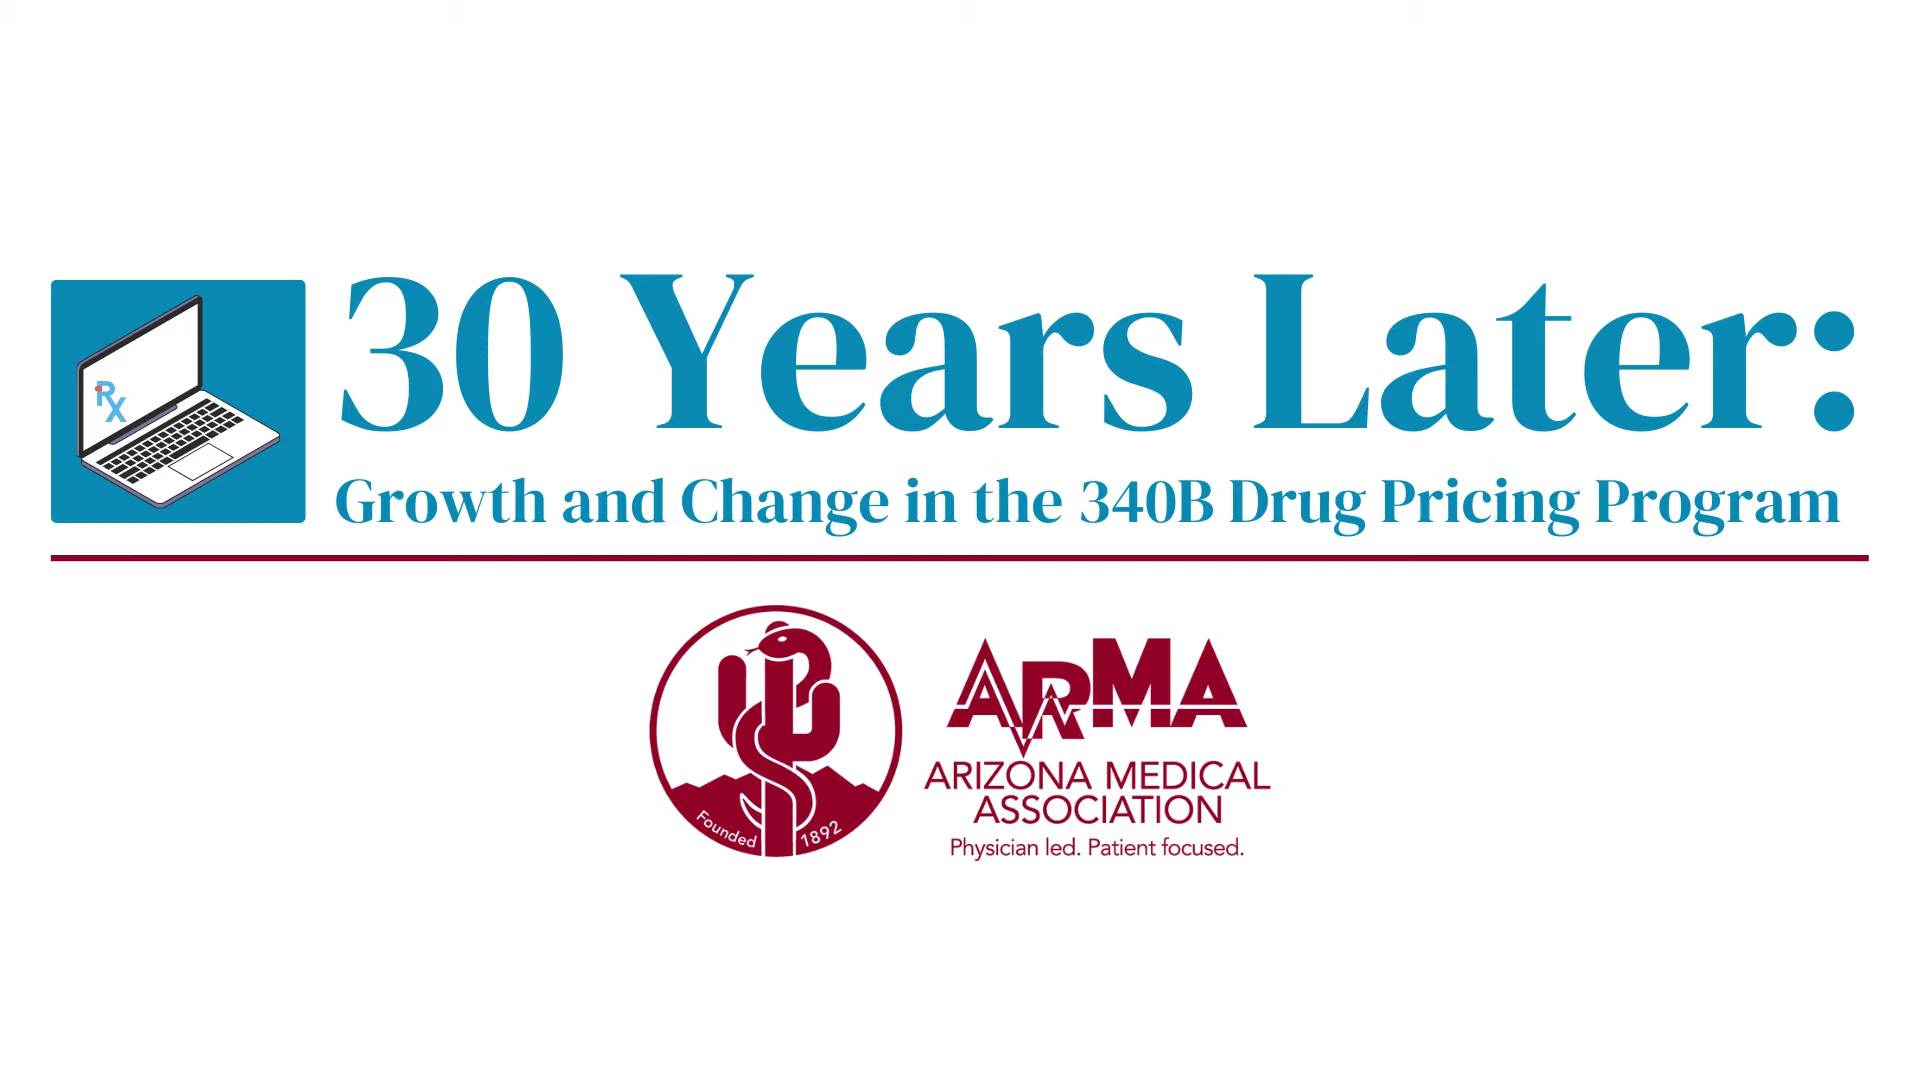 30 Years Later:
RX
Growth and Change in the 340B Drug Pricing Program
ARMA
ARIZONA MEDICAL
ASSOCIATION
Founded 1892
Physician led. Patient focused.